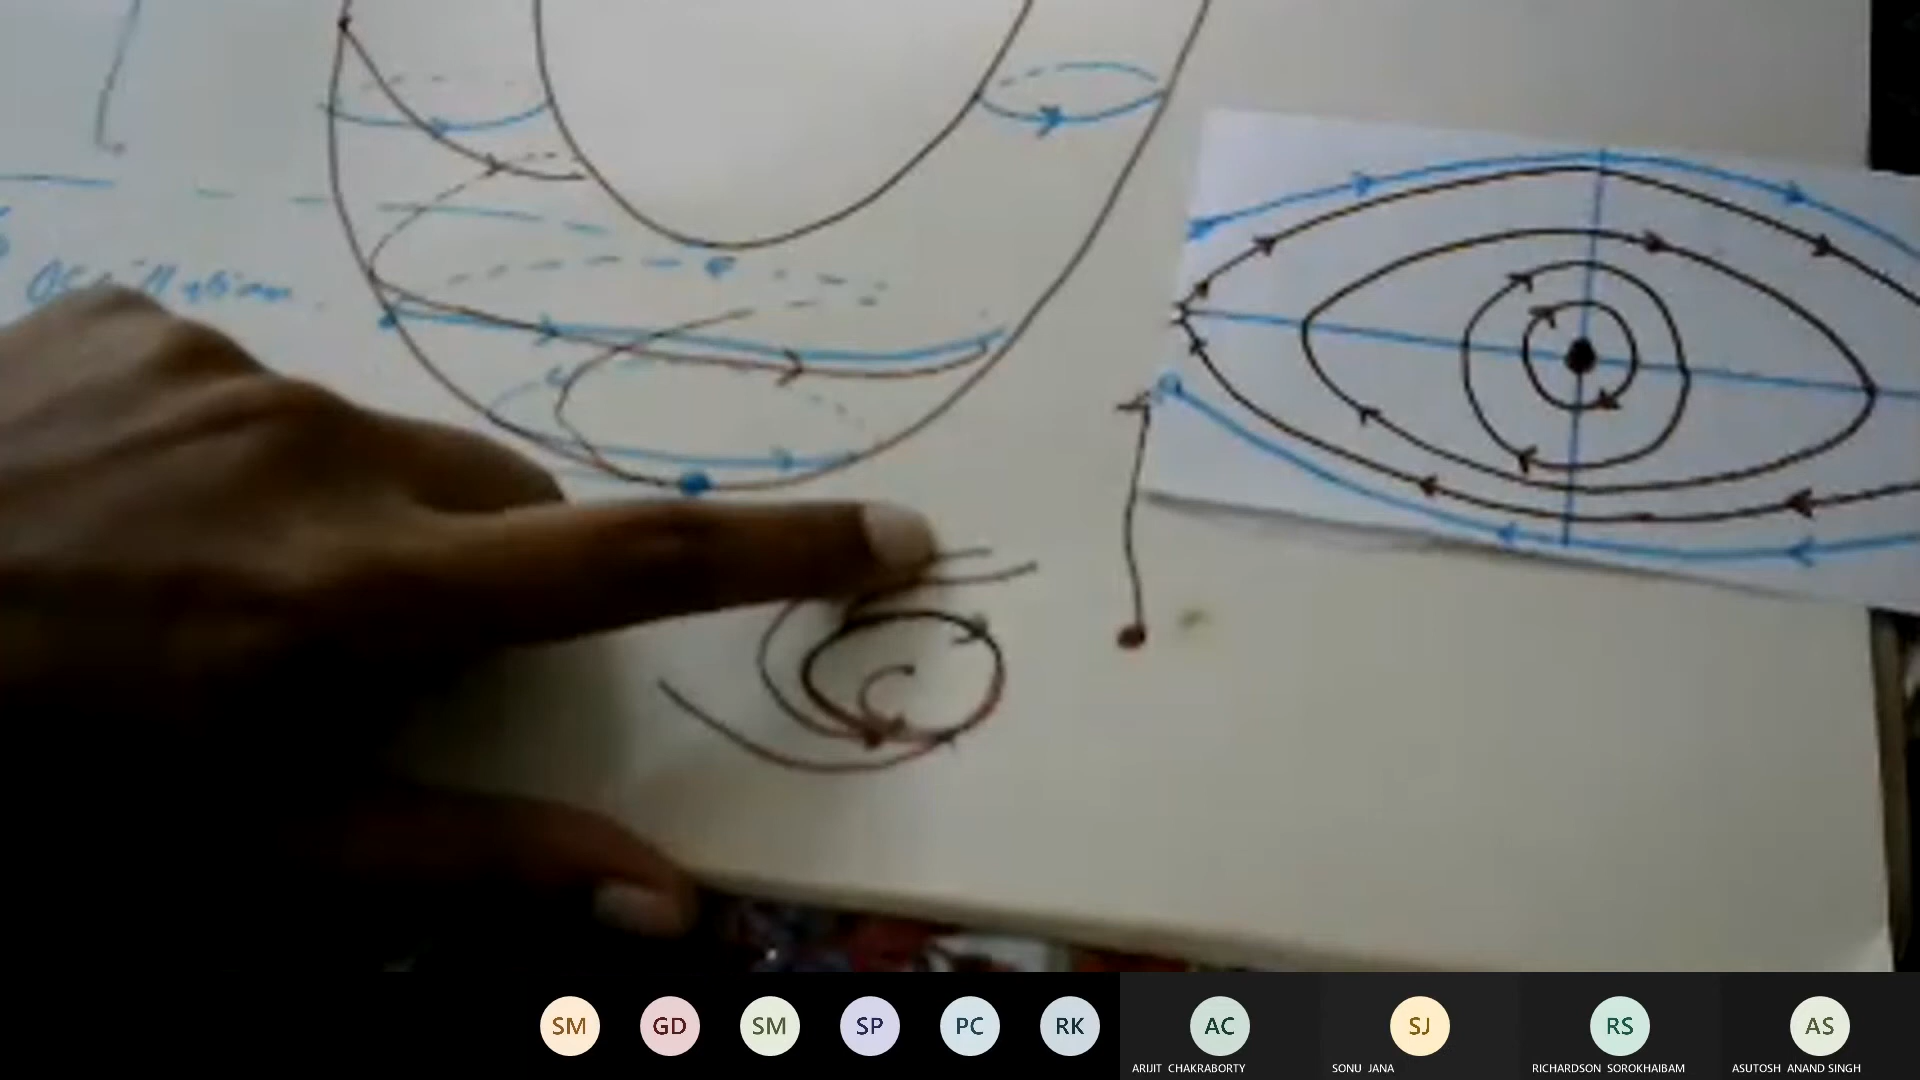 Oscillation
SM GD SM SP PC RK AC SJ RS AS
ARIJIT CHAKRABORTY SONU JANA RICHARDSON SOROKHAIBAM ASUTOSH ANAND SINGH